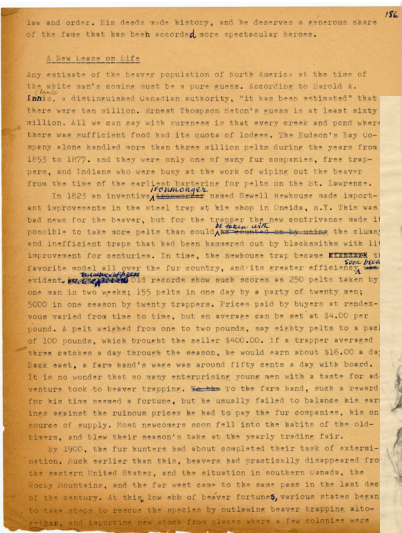 186
law and order. His deeds made history, and he deserves a generous share
of the fame that has been accorded more spectacular heroes.
A New Lease on Life
Any estimate of the beaver population of North America at the time of
the white man's coming must be a pure guess. According to Harold A.
Innis, a distinguished Canadian authority, "it has been estimated that
there were ten million. Ernest Thompson Seton's guess is at least sixty
million. All we can say with sureness is that every creek and pond where
there was sufficient food had its quota of lodges. The Hudson's Bay Co-
mpany alone handled more than three million pelts during the years from
1853 to 1877. and they were only one of many fur companies, free trap-
pers, and Indians who were busy at the work of wiping out the beaver
from the time of the earliest bartering for pelts on the St. Lawrence.
ironmonger
In 1823 an inventive named Sewell Newhouse made import-
ant improvements in the steel trap at his shop in Oneida, N.Y. This was
bad news for the beaver, but for the trapper the new contrivance made it
be taken with
possible to take more pelts than could the clumsy
and inefficient traps that had been hammered out by blacksmiths with lit
improvement for centuries. In time, the Newhouse trap became
favorite model all over the fur country, and its greater efficiency soon
evident. Old records show such scores as 250 pelts taken by
one man in two weeks; 155 pelts in one day by a party of twenty men;
5000 in one season by twenty trappers. Prices paid by buyers at rendez-
vous varied from time to time, but an average can be set at $4.00 per
pound. A pelt weighed from one to two pounds, say eighty pelts to a pack
of 100 pounds, which brought the seller $400.00. If a trapper averaged
three catches a day through the season, he would earn about $16.00 a da
Back east, a farm hand's wage was around fifty cents a day with board.
It is no wonder that so many enterprising young men with a taste for ad
venture took to beaver trapping. To the farm hand, such a reward
for his time seemed a fortune, but he usually failed to balance his earn
ings against the ruinous prices he had to pay the fur companies, his on
source of supply. Most newcomers soon fell into the habits of the old-
timers, and blew their season's take at the yearly trading fair.
By 1900, the fur hunters had about completed their task of extermi-
nation. Much earlier than this, beavers had practically disappeared fro
the eastern United States, and the situation in southern Canada, the
Rocky Mountains, and the far west came to the same pass in the last dec
of the century. At this low ebb of beaver fortunes, various states began
to take steps to rescue the species by outlawing beaver trapping alto-
gether, and importing new stock from places where a few colonies were